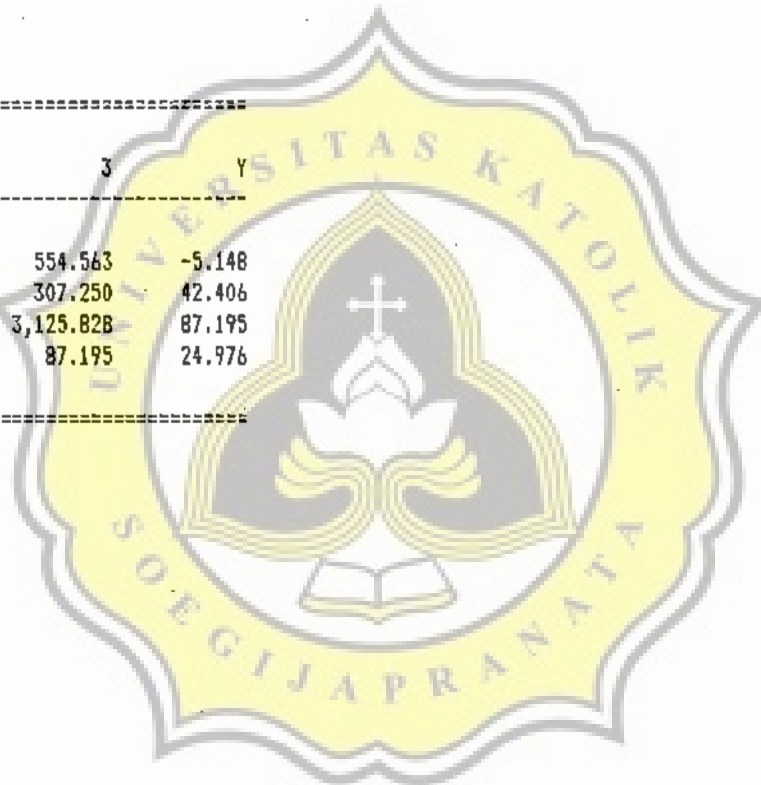 ====================
3 Y
--------------------
554.563 -5.148
307.250 42.406
3,125.828 87.195
87.195 24.976
====================
UNIVERSITAS KATOLIK
SOEGIJAPRANATA